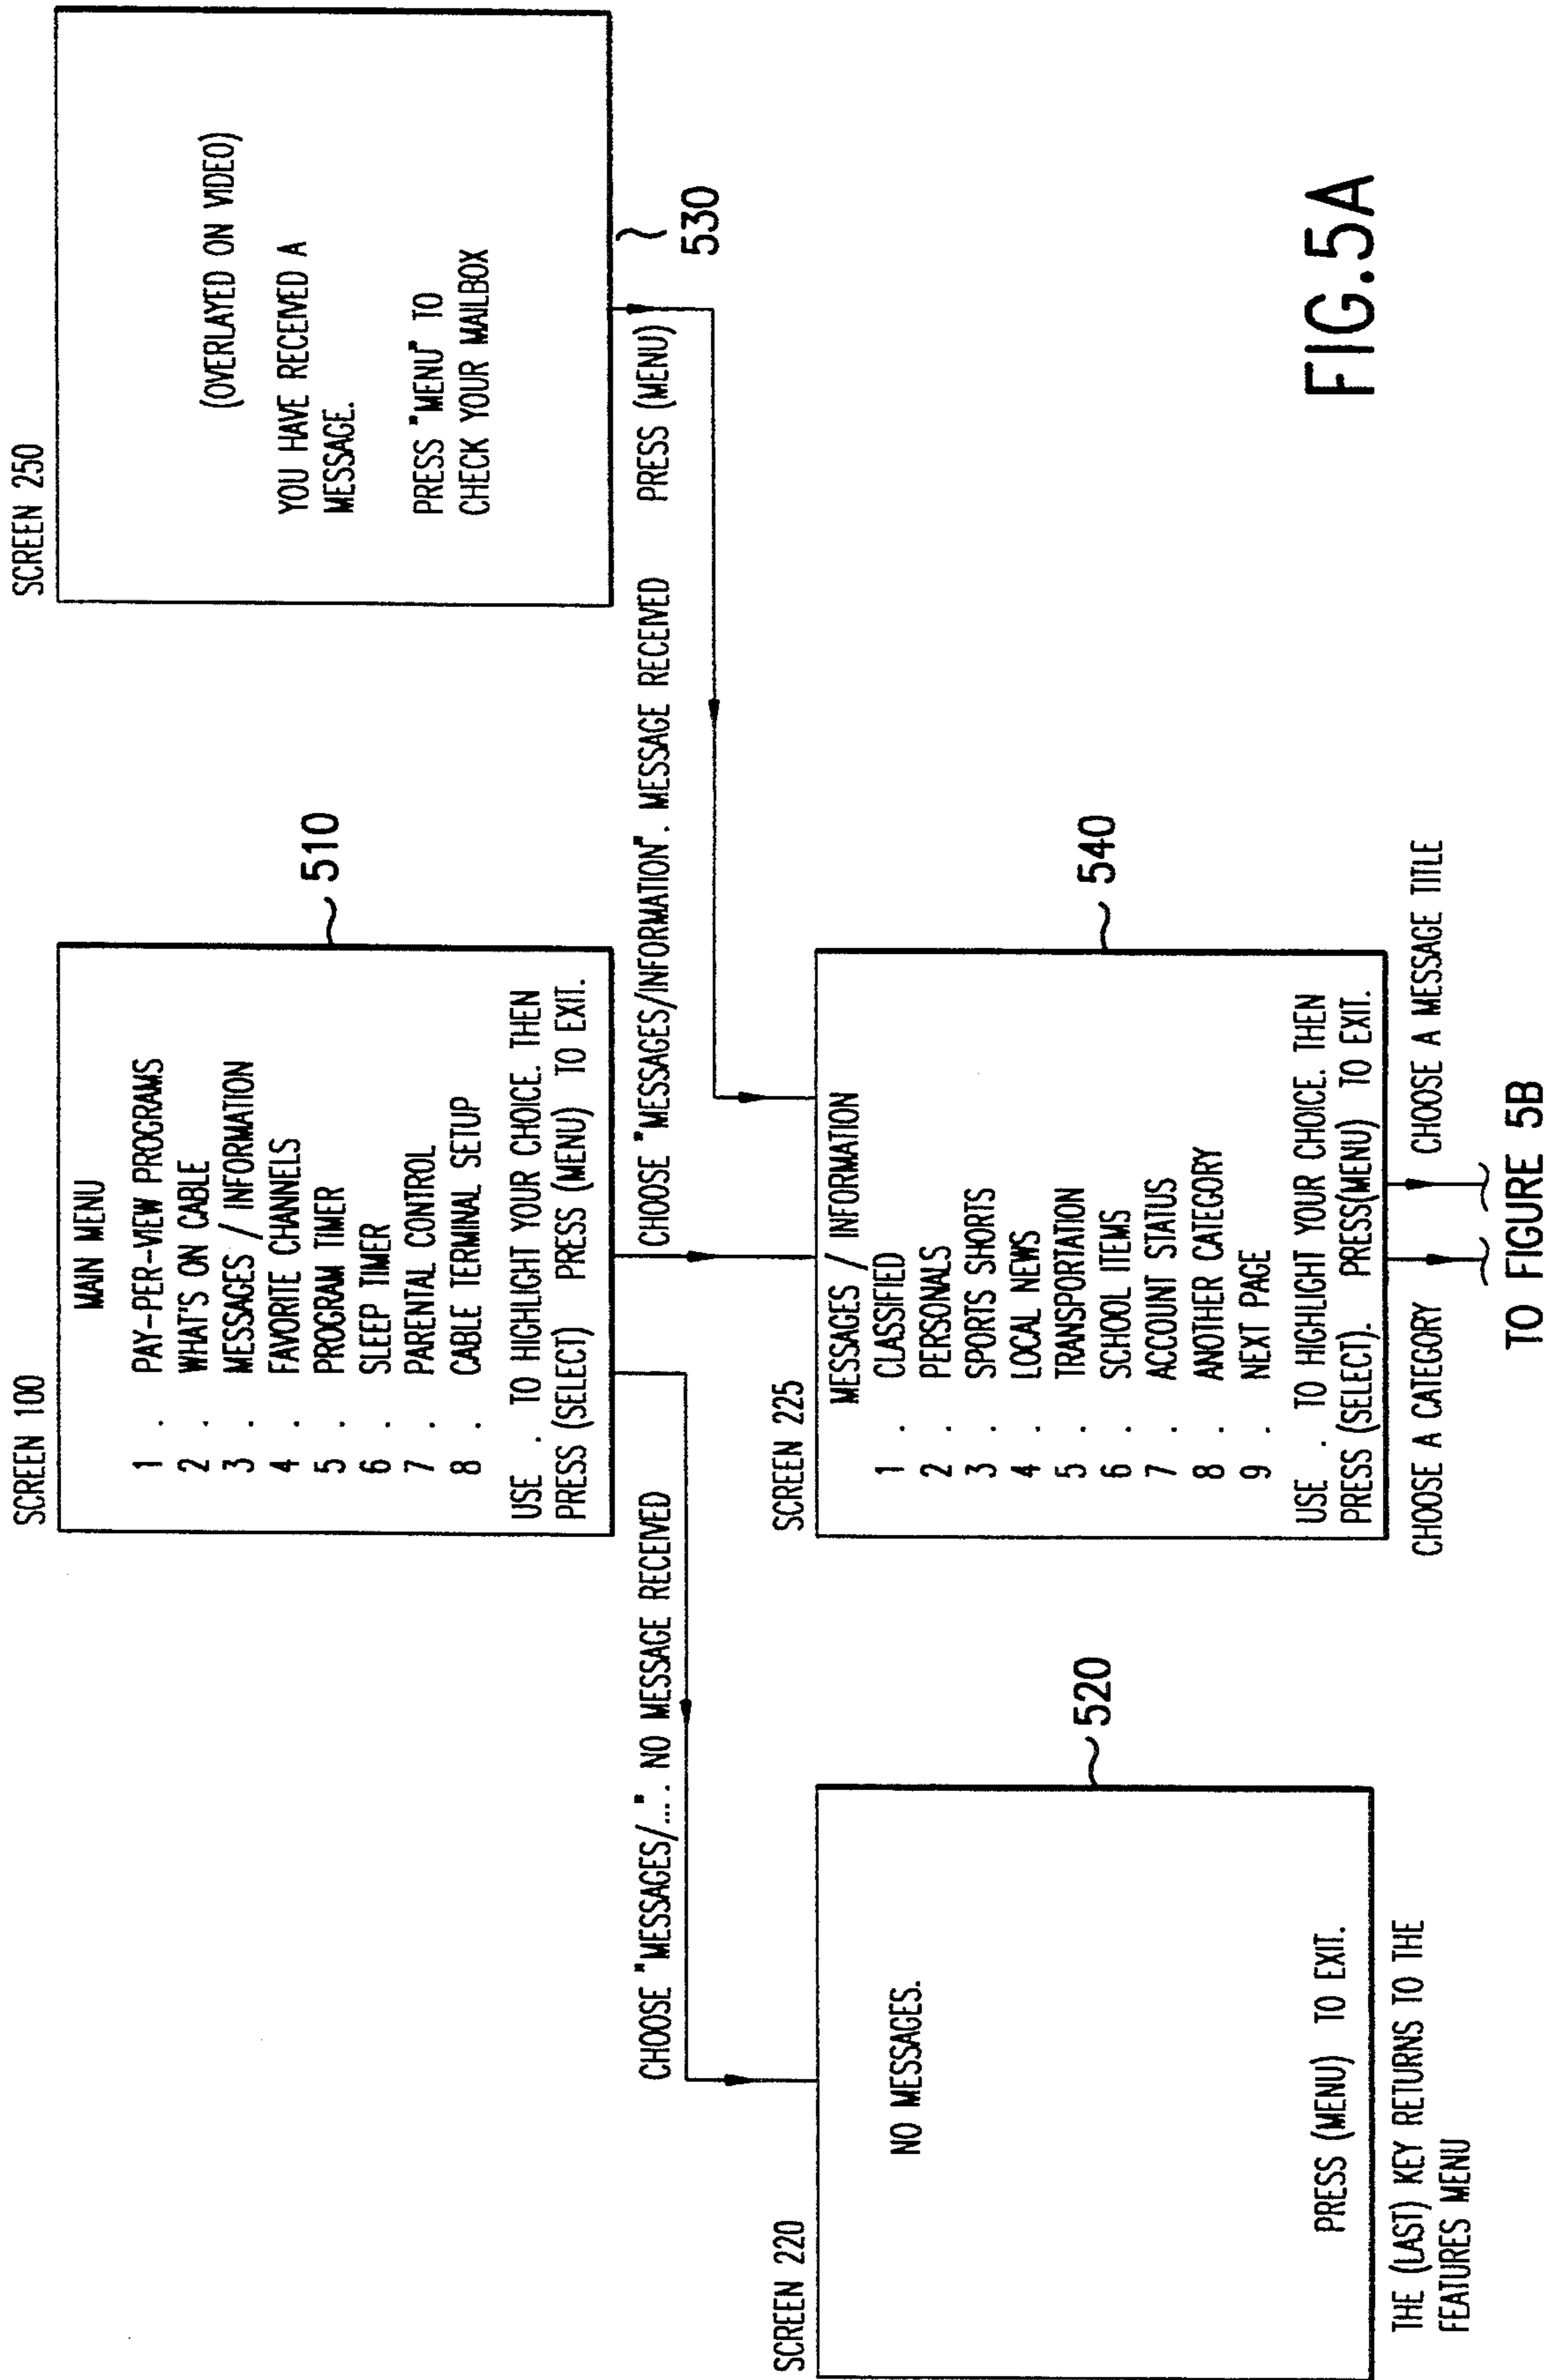 SCREEN 100
MAIN MENU
1 . PAY-PER-VIEW PROGRAMS
2 . WHAT'S ON CABLE
3 . MESSAGES / INFORMATION
4 . FAVORITE CHANNELS
5 . PROGRAM TIMER
6 . SLEEP TIMER
7 . PARENTAL CONTROL
8 . CABLE TERMINAL SETUP
USE . TO HIGHLIGHT YOUR CHOICE. THEN
PRESS (SELECT) PRESS (MENU) TO EXIT.
510
SCREEN 250
(OVERLAYED ON VIDEO)
YOU HAVE RECEIVED A
MESSAGE.
PRESS "MENU" TO
CHECK YOUR MAILBOX
530
CHOOSE "MESSAGES/...". NO MESSAGE RECEIVED
CHOOSE "MESSAGES/INFORMATION". MESSAGE RECEIVED
PRESS (MENU)
SCREEN 220
NO MESSAGES.
PRESS (MENU) TO EXIT.
520
THE (LAST) KEY RETURNS TO THE
FEATURES MENU
SCREEN 225
MESSAGES / INFORMATION
1 . CLASSIFIED
2 . PERSONALS
3 . SPORTS SHORTS
4 . LOCAL NEWS
5 . TRANSPORTATION
6 . SCHOOL ITEMS
7 . ACCOUNT STATUS
8 . ANOTHER CATEGORY
9 . NEXT PAGE
USE . TO HIGHLIGHT YOUR CHOICE. THEN
PRESS (SELECT). PRESS(MENU) TO EXIT.
540
CHOOSE A CATEGORY
CHOOSE A MESSAGE TITLE
TO FIGURE 5B
FIG.5A